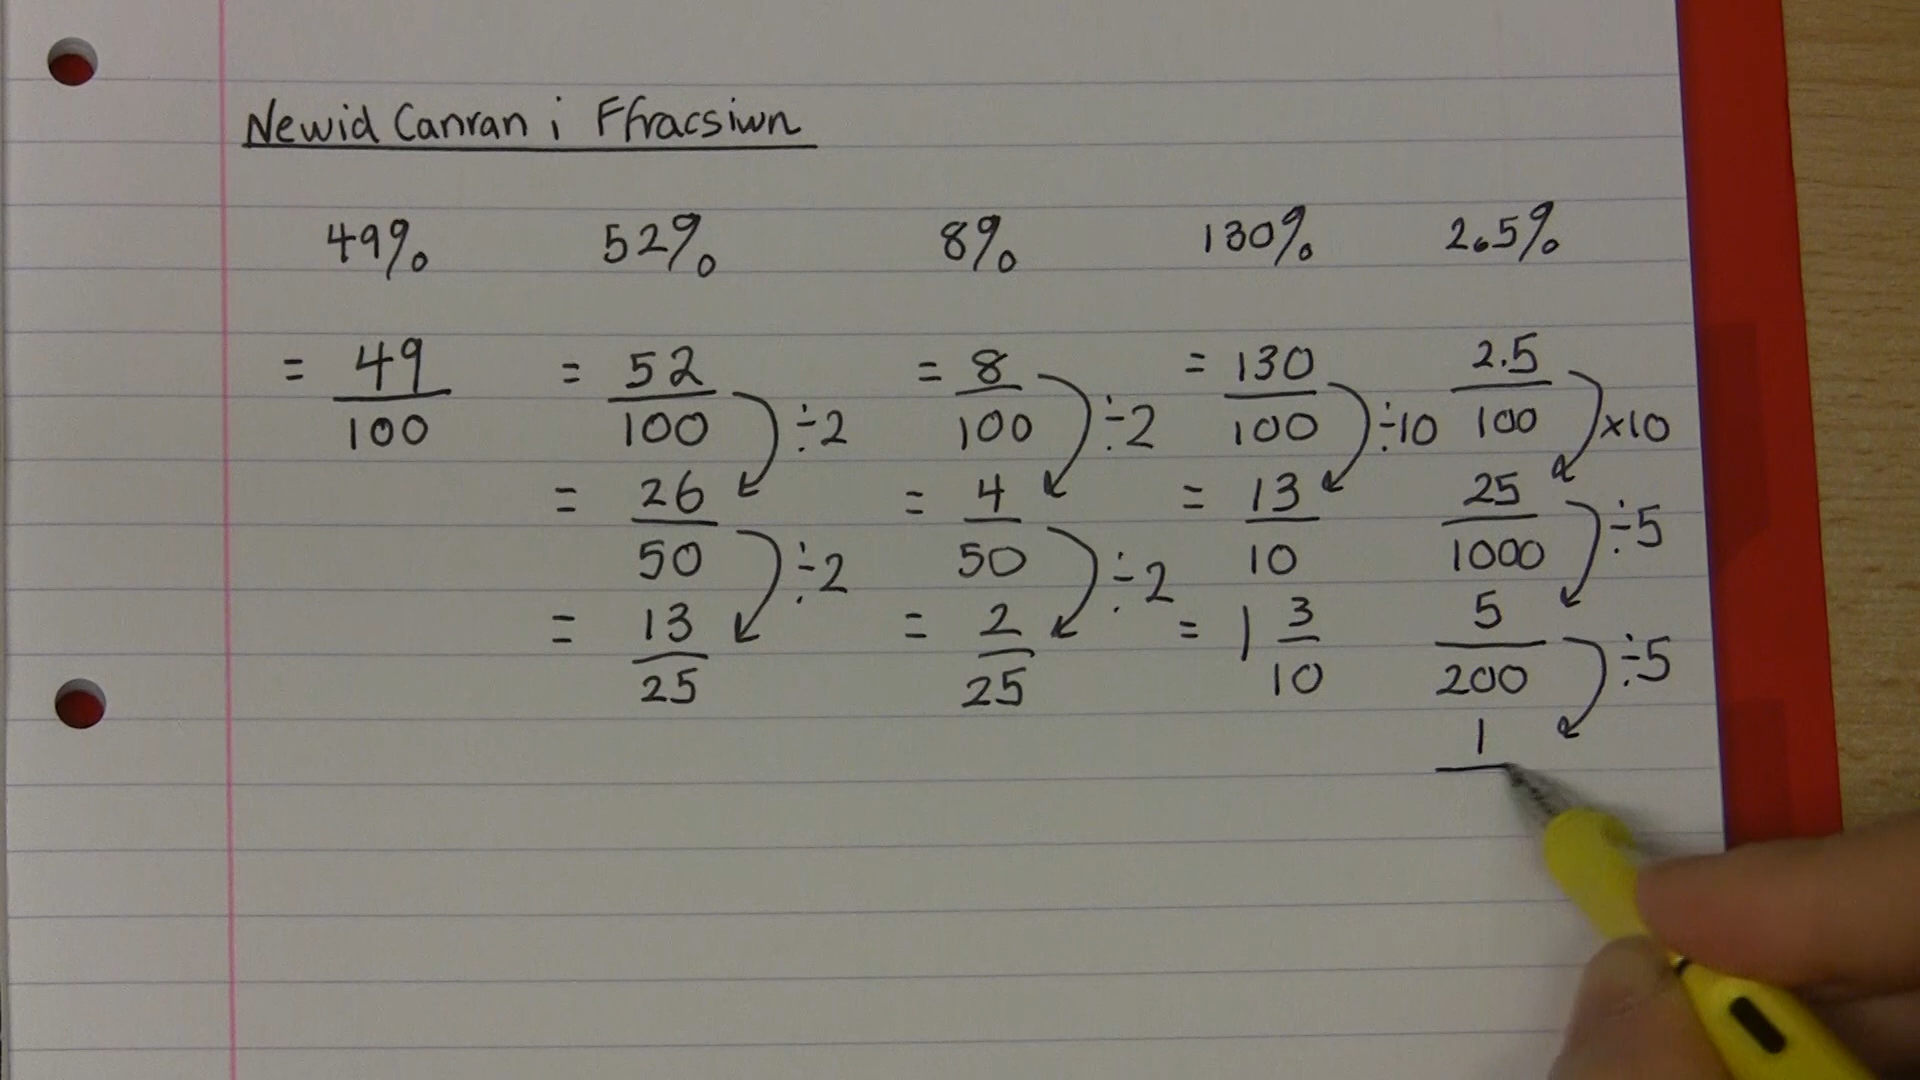 Newid Canran i Ffracsiwn
49% 52% 8% 130% 2.5%
= 49 = 52 = 8 = 130 2.5
100 ÷2 100 ÷2 100 ÷10 100 ×10
= 26 = 4 = 13 25
50 ÷2 50 ÷2 10 1000 ÷5
= 13 = 2 = 1 3 5
25 25 10 200 ÷5
1